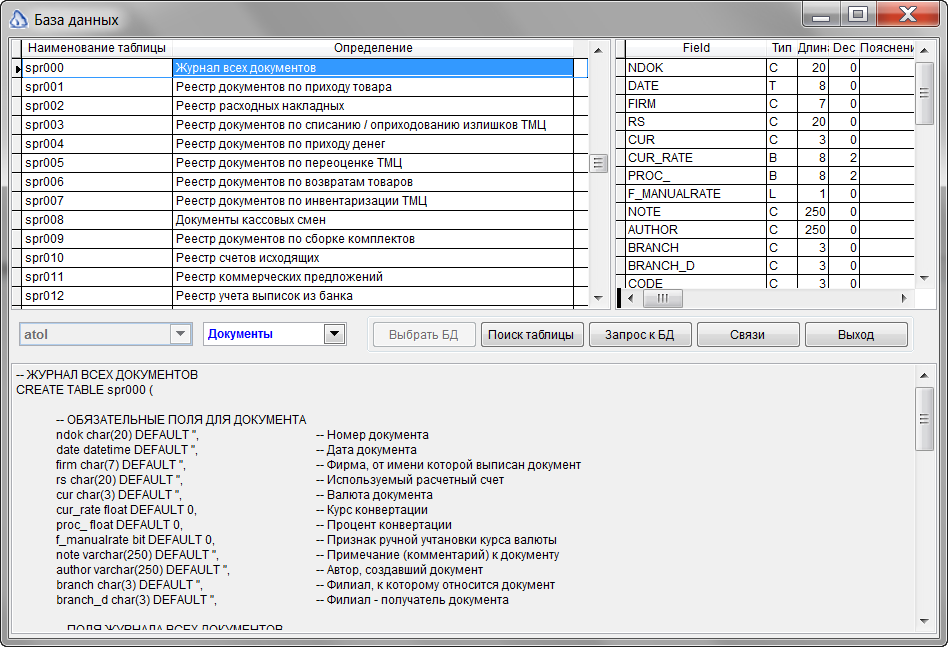 База данных
Наименование таблицы Определение
spr000 Журнал всех документов
spr001 Реестр документов по приходу товара
spr002 Реестр расходных накладных
spr003 Реестр документов по списанию / оприходованию излишков ТМЦ
spr004 Реестр документов по приходу денег
spr005 Реестр документов по переоценке ТМЦ
spr006 Реестр документов по возвратам товаров
spr007 Реестр документов по инвентаризации ТМЦ
spr008 Документы кассовых смен
spr009 Реестр документов по сборке комплектов
spr010 Реестр счетов исходящих
spr011 Реестр коммерческих предложений
spr012 Реестр учета выписок из банка
Field Тип Длина Dec Пояснени
NDOK C 20 0
DATE T 8 0
FIRM C 7 0
RS C 20 0
CUR C 3 0
CUR_RATE B 8 2
PROC_ B 8 2
F_MANUALRATE L 1 0
NOTE C 250 0
AUTHOR C 250 0
BRANCH C 3 0
BRANCH_D C 3 0
CODE C 3 0
atol Документы Выбрать БД Поиск таблицы Запрос к БД Связи Выход
-- ЖУРНАЛ ВСЕХ ДОКУМЕНТОВ
CREATE TABLE spr000 (
-- ОБЯЗАТЕЛЬНЫЕ ПОЛЯ ДЛЯ ДОКУМЕНТА
ndok char(20) DEFAULT '', -- Номер документа
date datetime DEFAULT '', -- Дата документа
firm char(7) DEFAULT '', -- Фирма, от имени которой выписан документ
rs char(20) DEFAULT '', -- Используемый расчетный счет
cur char(3) DEFAULT '', -- Валюта документа
cur_rate float DEFAULT 0, -- Курс конвертации
proc_ float DEFAULT 0, -- Процент конвертации
f_manualrate bit DEFAULT 0, -- Признак ручной учтановки курса валюты
note varchar(250) DEFAULT '', -- Примечание (комментарий) к документу
author varchar(250) DEFAULT '', -- Автор, создавший документ
branch char(3) DEFAULT '', -- Филиал, к которому относится документ
branch_d char(3) DEFAULT '', -- Филиал - получатель документа
-- ПОЛЯ ЖУРНАЛА ВСЕХ ДОКУМЕНТОВ